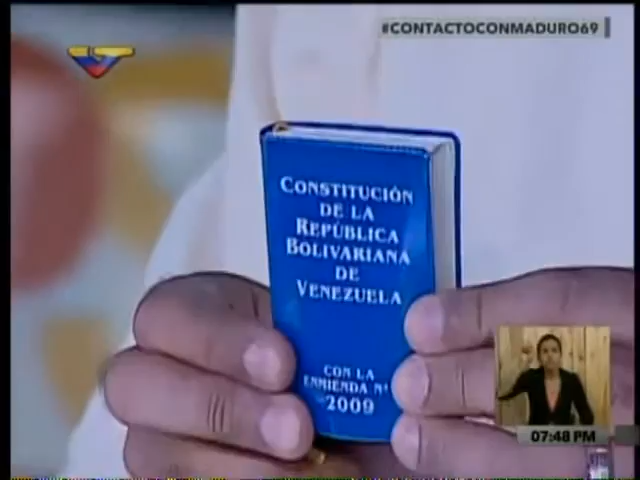 #CONTACTOCONMADURO69
CONSTITUCIÓN
DE LA
REPÚBLICA
BOLIVARIANA
DE
VENEZUELA
CON LA
ENMIENDA Nº
2009
07:48 PM